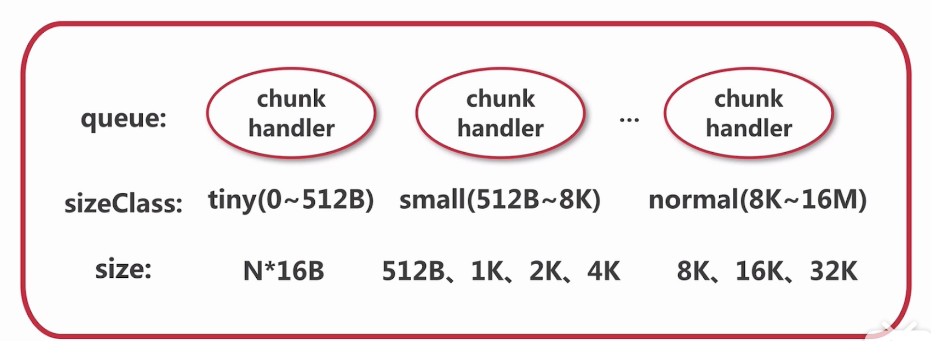 queue: chunk handler chunk handler ... chunk handler
sizeClass: tiny(0~512B) small(512B~8K) normal(8K~16M)
size: N*16B 512B、1K、2K、4K 8K、16K、32K